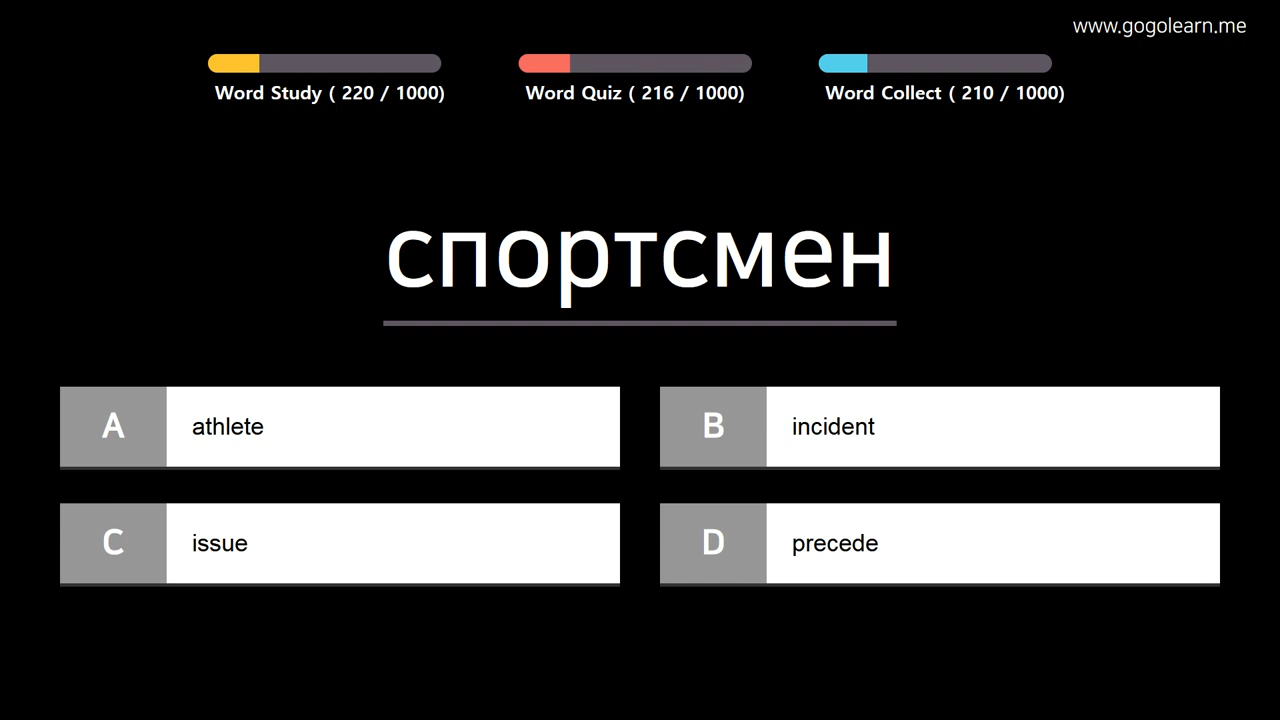 www.gogolearn.me
Word Study ( 220 / 1000)
Word Quiz ( 216 / 1000)
Word Collect ( 210 / 1000)
спортсмен
A athlete
B incident
C issue
D precede